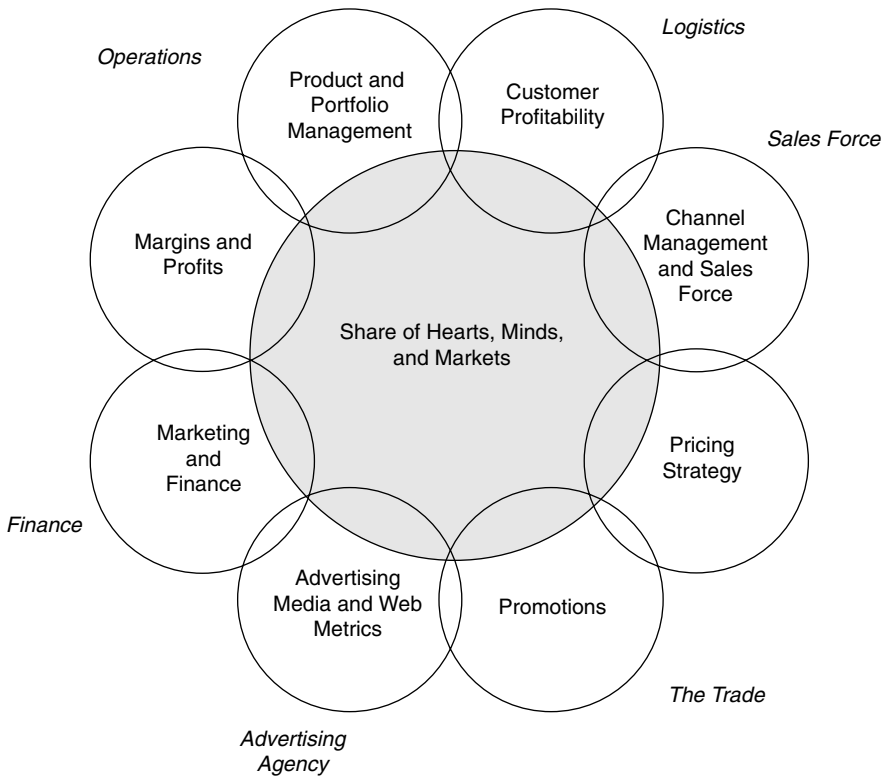 Logistics
Operations
Product and
Portfolio
Management
Customer
Profitability
Sales Force
Channel
Management
and Sales
Force
Margins and
Profits
Share of Hearts, Minds,
and Markets
Marketing
and
Finance
Pricing
Strategy
Finance
Advertising
Media and Web
Metrics
Promotions
The Trade
Advertising
Agency